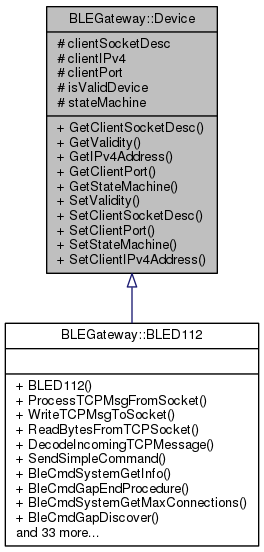 BLEGateway::Device
# clientSocketDesc
# clientIPv4
# clientPort
# isValidDevice
# stateMachine
+ GetClientSocketDesc()
+ GetValidity()
+ GetIPv4Address()
+ GetClientPort()
+ GetStateMachine()
+ SetValidity()
+ SetClientSocketDesc()
+ SetClientPort()
+ SetStateMachine()
+ SetClientIPv4Address()
BLEGateway::BLED112
+ BLED112()
+ ProcessTCPMsgFromSocket()
+ WriteTCPMsgToSocket()
+ ReadBytesFromTCPSocket()
+ DecodeIncomingTCPMessage()
+ SendSimpleCommand()
+ BleCmdSystemGetInfo()
+ BleCmdGapEndProcedure()
+ BleCmdSystemGetMaxConnections()
+ BleCmdGapDiscover()
and 33 more...